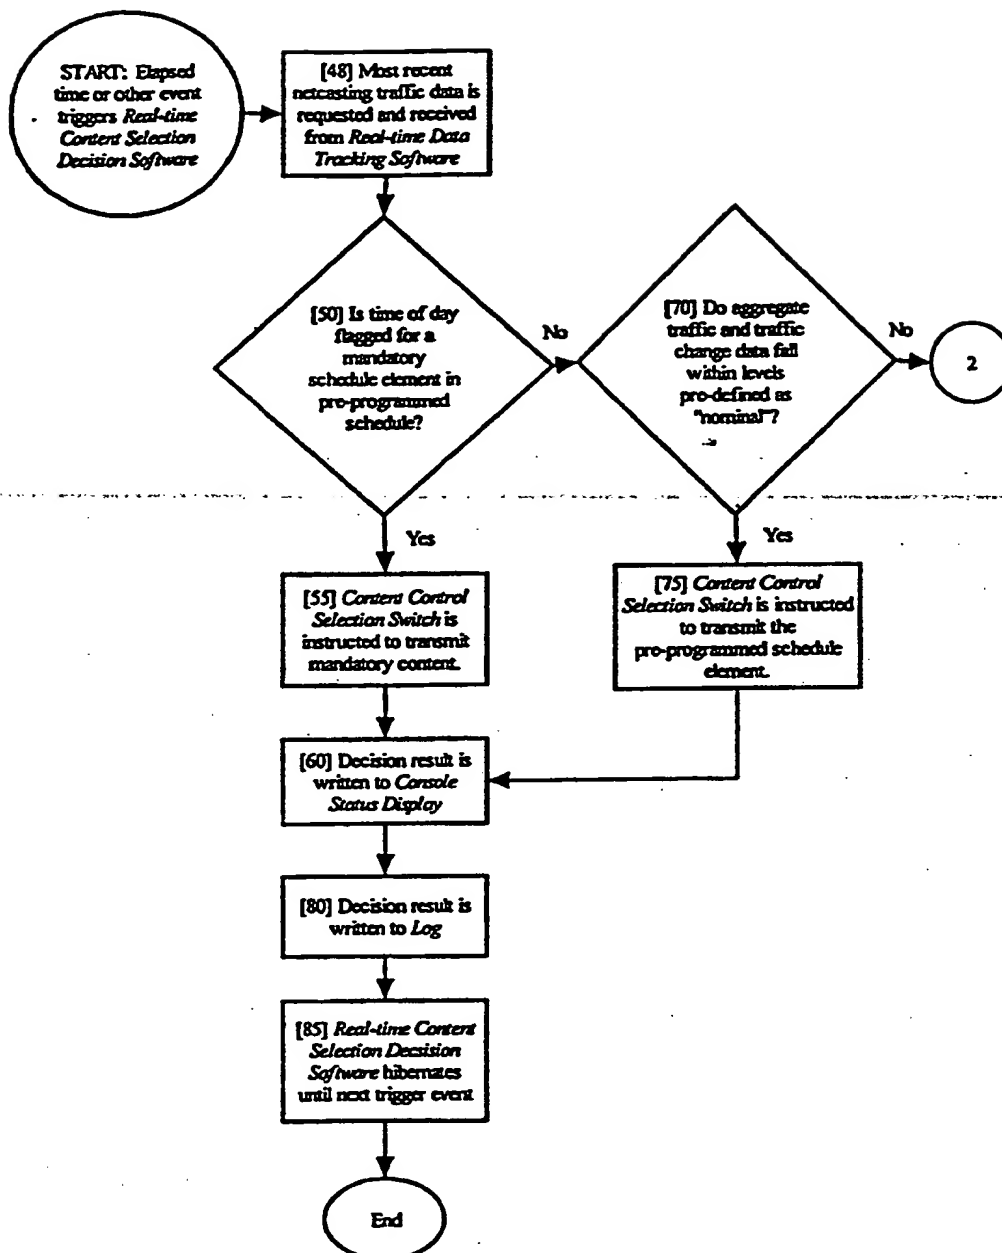 START: Elapsed
time or other event
triggers Real-time
Content Selection
Decision Software
[48] Most recent
netcasting traffic data is
requested and received
from Real-time Data
Tracking Software
[50] Is time of day
flagged for a
mandatory
schedule element in
pre-programmed
schedule?
No
[70] Do aggregate
traffic and traffic
change data fall
within levels
pre-defined as
"nominal"?
No
2
Yes
[55] Content Control
Selection Switch is
instructed to transmit
mandatory content.
Yes
[75] Content Control
Selection Switch is instructed
to transmit the
pre-programmed schedule
element.
[60] Decision result is
written to Console
Status Display
[80] Decision result is
written to Log
[85] Real-time Content
Selection Decsision
Software hibernates
until next trigger event
End